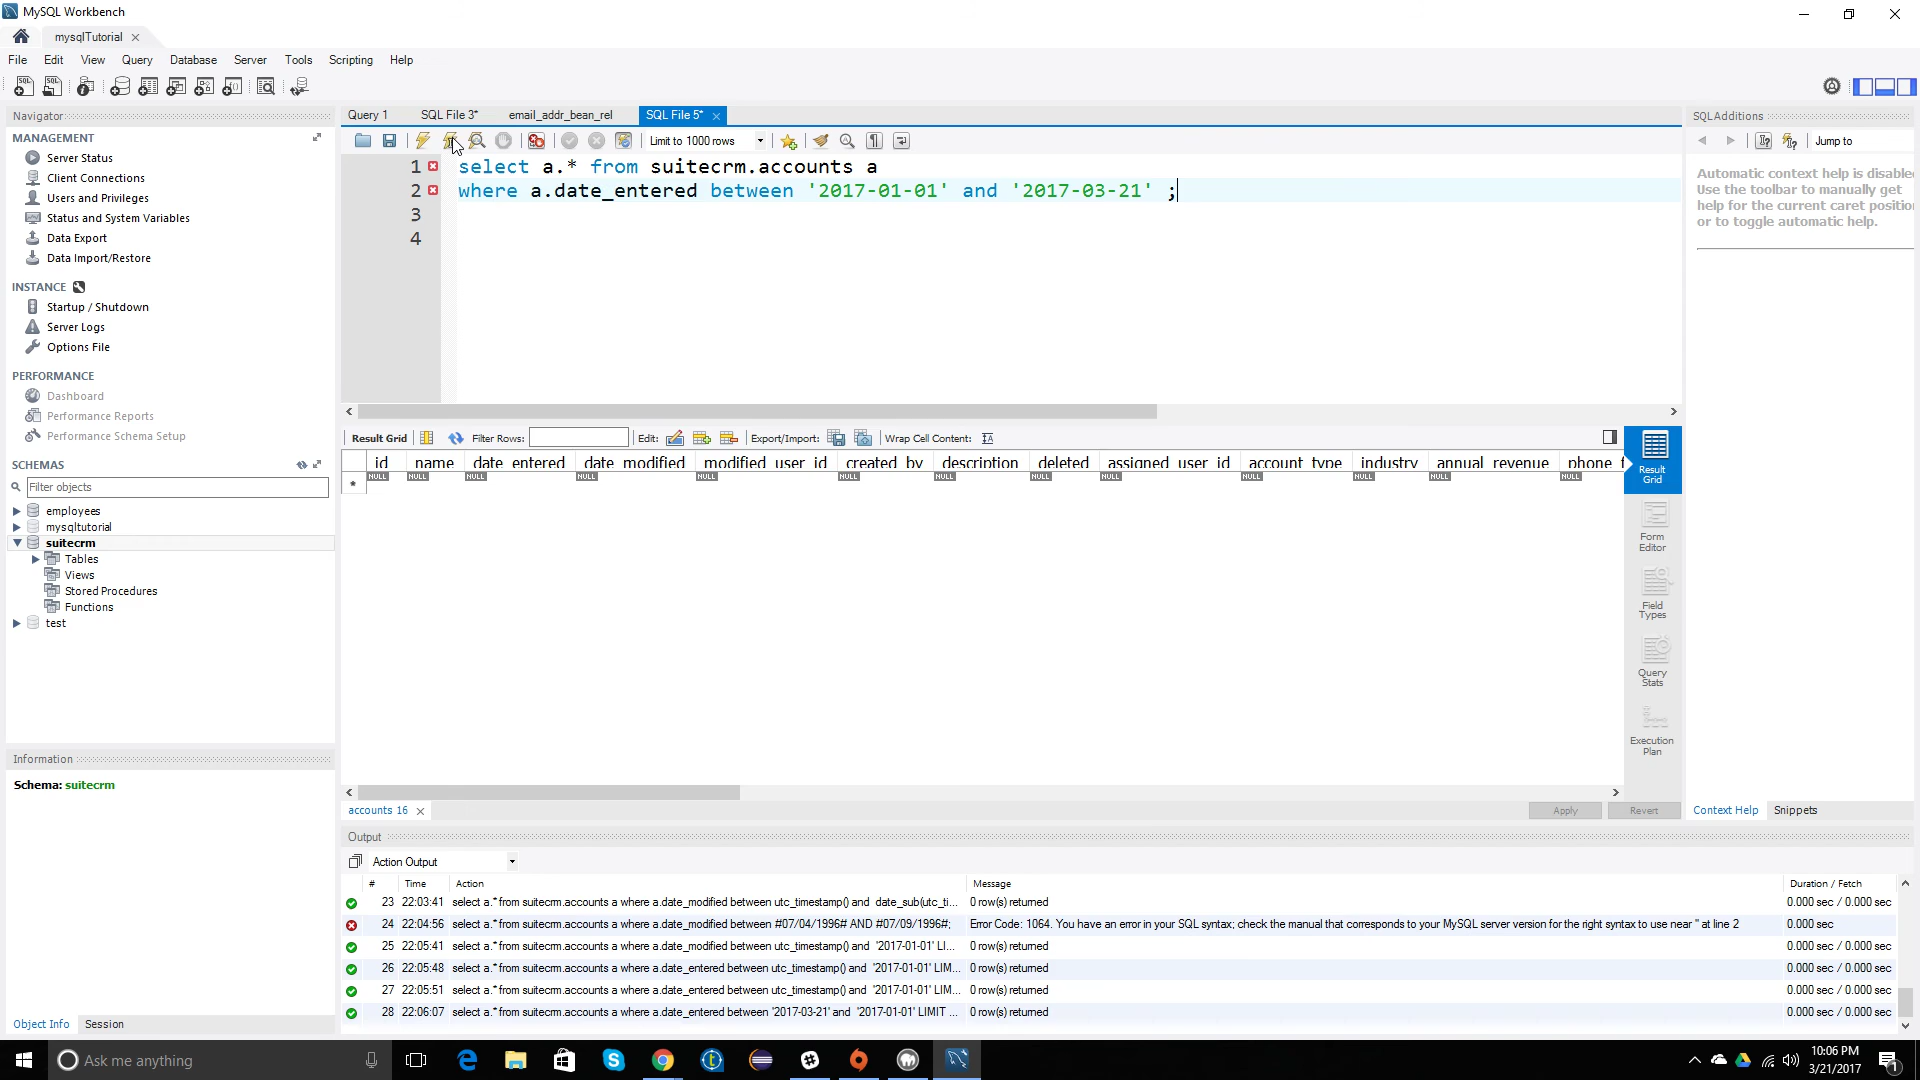 MySQL Workbench
mysqlTutorial
File Edit View Query Database Server Tools Scripting Help
Navigator
MANAGEMENT
Server Status
Client Connections
Users and Privileges
Status and System Variables
Data Export
Data Import/Restore
INSTANCE
Startup / Shutdown
Server Logs
Options File
PERFORMANCE
Dashboard
Performance Reports
Performance Schema Setup
SCHEMAS
Filter objects
employees
mysqltutorial
suitecrm
Tables
Views
Stored Procedures
Functions
test
Information
Schema: suitecrm
Object Info Session
Query 1 SQL File 3* email_addr_bean_rel SQL File 5*
Limit to 1000 rows
1 select a.* from suitecrm.accounts a
2 where a.date_entered between '2017-01-01' and '2017-03-21' ;
3
4
Result Grid Filter Rows: Edit: Export/Import: Wrap Cell Content:
id name date_entered date_modified modified_user_id created_by description deleted assigned_user_id account_type industry annual_revenue phone_f
* NULL NULL NULL NULL NULL NULL NULL NULL NULL NULL NULL NULL NULL
Result
Grid
Form
Editor
Field
Types
Query
Stats
Execution
Plan
accounts 16 Apply Revert
SQLAdditions
Jump to
Automatic context help is disable
Use the toolbar to manually get
help for the current caret positio
or to toggle automatic help.
Context Help Snippets
Output
Action Output
# Time Action Message Duration / Fetch
23 22:03:41 select a.* from suitecrm.accounts a where a.date_modified between utc_timestamp() and date_sub(utc_ti... 0 row(s) returned 0.000 sec / 0.000 sec
24 22:04:56 select a.* from suitecrm.accounts a where a.date_modified between #07/04/1996# AND #07/09/1996#; Error Code: 1064. You have an error in your SQL syntax; check the manual that corresponds to your MySQL server version for the right syntax to use near '' at line 2 0.000 sec
25 22:05:41 select a.* from suitecrm.accounts a where a.date_modified between utc_timestamp() and '2017-01-01' LI... 0 row(s) returned 0.000 sec / 0.000 sec
26 22:05:48 select a.* from suitecrm.accounts a where a.date_entered between utc_timestamp() and '2017-01-01' LIM... 0 row(s) returned 0.000 sec / 0.000 sec
27 22:05:51 select a.* from suitecrm.accounts a where a.date_entered between utc_timestamp() and '2017-01-01' LIM... 0 row(s) returned 0.000 sec / 0.000 sec
28 22:06:07 select a.* from suitecrm.accounts a where a.date_entered between '2017-03-21' and '2017-01-01' LIMIT ... 0 row(s) returned 0.000 sec / 0.000 sec
Ask me anything
10:06 PM
3/21/2017
1